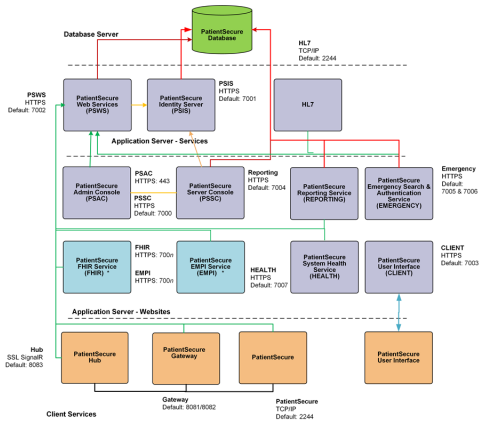 PatientSecure
Database
Database Server
HL7
TCP/IP
Default: 2244
PSWS
HTTPS
Default: 7002
PatientSecure
Web Services
(PSWS)
PatientSecure
Identity Server
(PSIS)
PSIS
HTTPS
Default: 7001
HL7
Application Server - Services
PatientSecure
Admin Console
(PSAC)
PSAC
HTTPS: 443
PSSC
HTTPS
Default: 7000
PatientSecure
Server Console
(PSSC)
Reporting
HTTPS
Default: 7004
PatientSecure
Reporting Service
(REPORTING)
PatientSecure
Emergency Search &
Authentication
Service
(EMERGENCY)
Emergency
HTTPS
Default:
7005 & 7006
PatientSecure
FHIR Service
(FHIR) *
FHIR
HTTPS: 700n
EMPI
HTTPS: 700n
PatientSecure
EMPI Service
(EMPI) *
HEALTH
HTTPS
Default: 7007
PatientSecure
System Health
Service
(HEALTH)
PatientSecure
User Interface
(CLIENT)
CLIENT
HTTPS
Default: 7003
Application Server - Websites
Hub
SSL SignalR
Default: 8083
PatientSecure
Hub
PatientSecure
Gateway
PatientSecure
PatientSecure
User Interface
Gateway
Default: 8081/8082
PatientSecure
TCP/IP
Default: 2244
Client Services